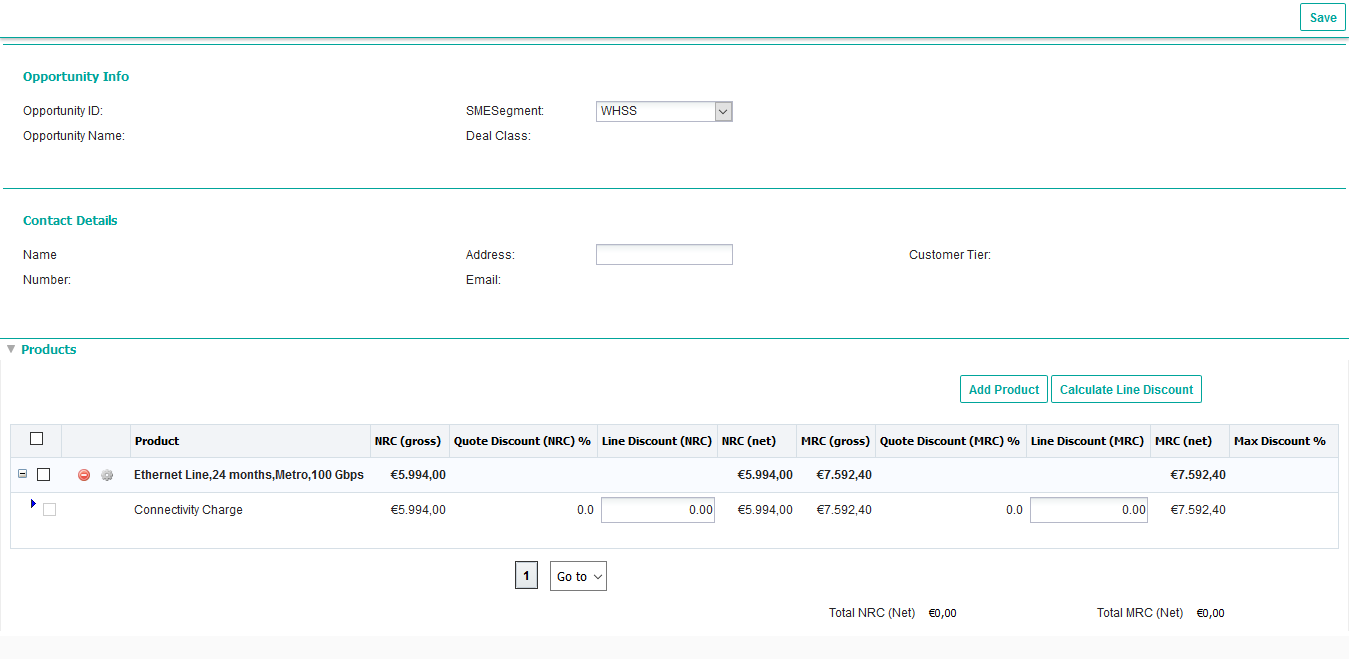 Save
Opportunity Info
Opportunity ID: SMESegment: WHSS
Opportunity Name: Deal Class:
Contact Details
Name Address: Customer Tier:
Number: Email:
Products
Add Product Calculate Line Discount
Product NRC (gross) Quote Discount (NRC) % Line Discount (NRC) NRC (net) MRC (gross) Quote Discount (MRC) % Line Discount (MRC) MRC (net) Max Discount %
Ethernet Line,24 months,Metro,100 Gbps €5.994,00 €5.994,00 €7.592,40 €7.592,40
Connectivity Charge €5.994,00 0.0 0.00 €5.994,00 €7.592,40 0.0 0.00 €7.592,40
1 Go to
Total NRC (Net) €0,00 Total MRC (Net) €0,00